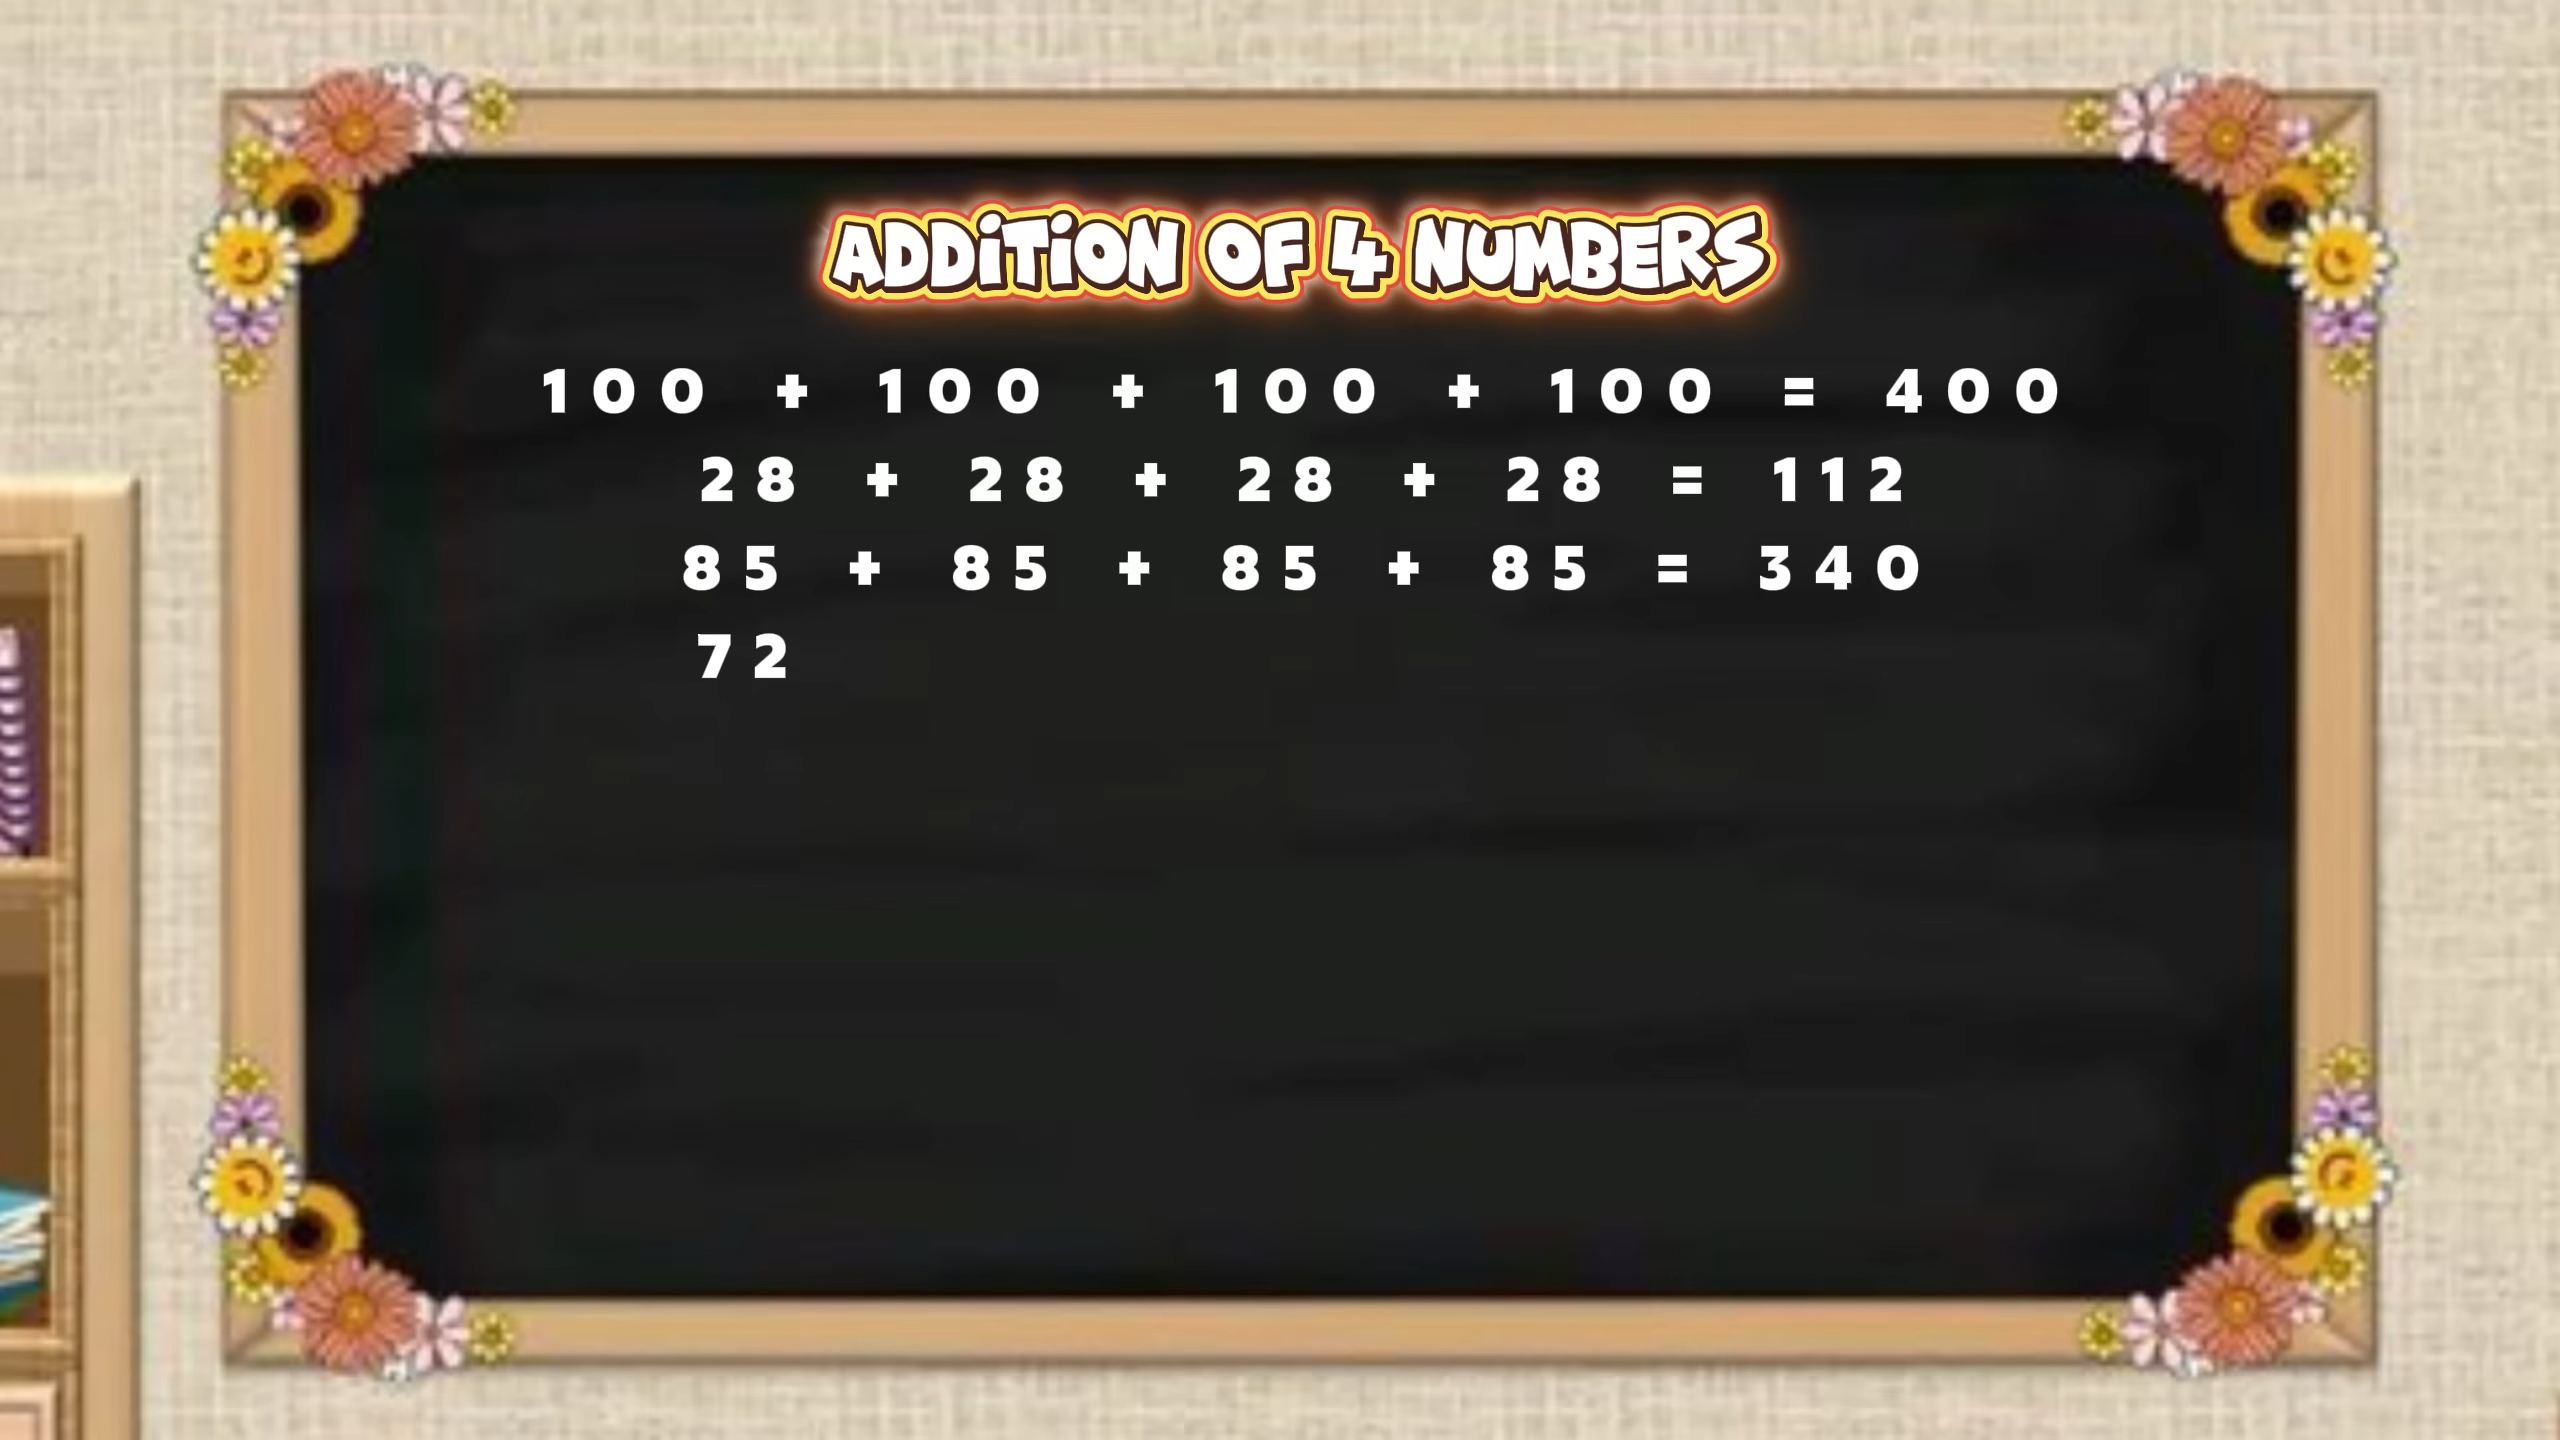 ADDITION OF 4 NUMBERS
100 + 100 + 100 + 100 = 400
28 + 28 + 28 + 28 = 112
85 + 85 + 85 + 85 = 340
72